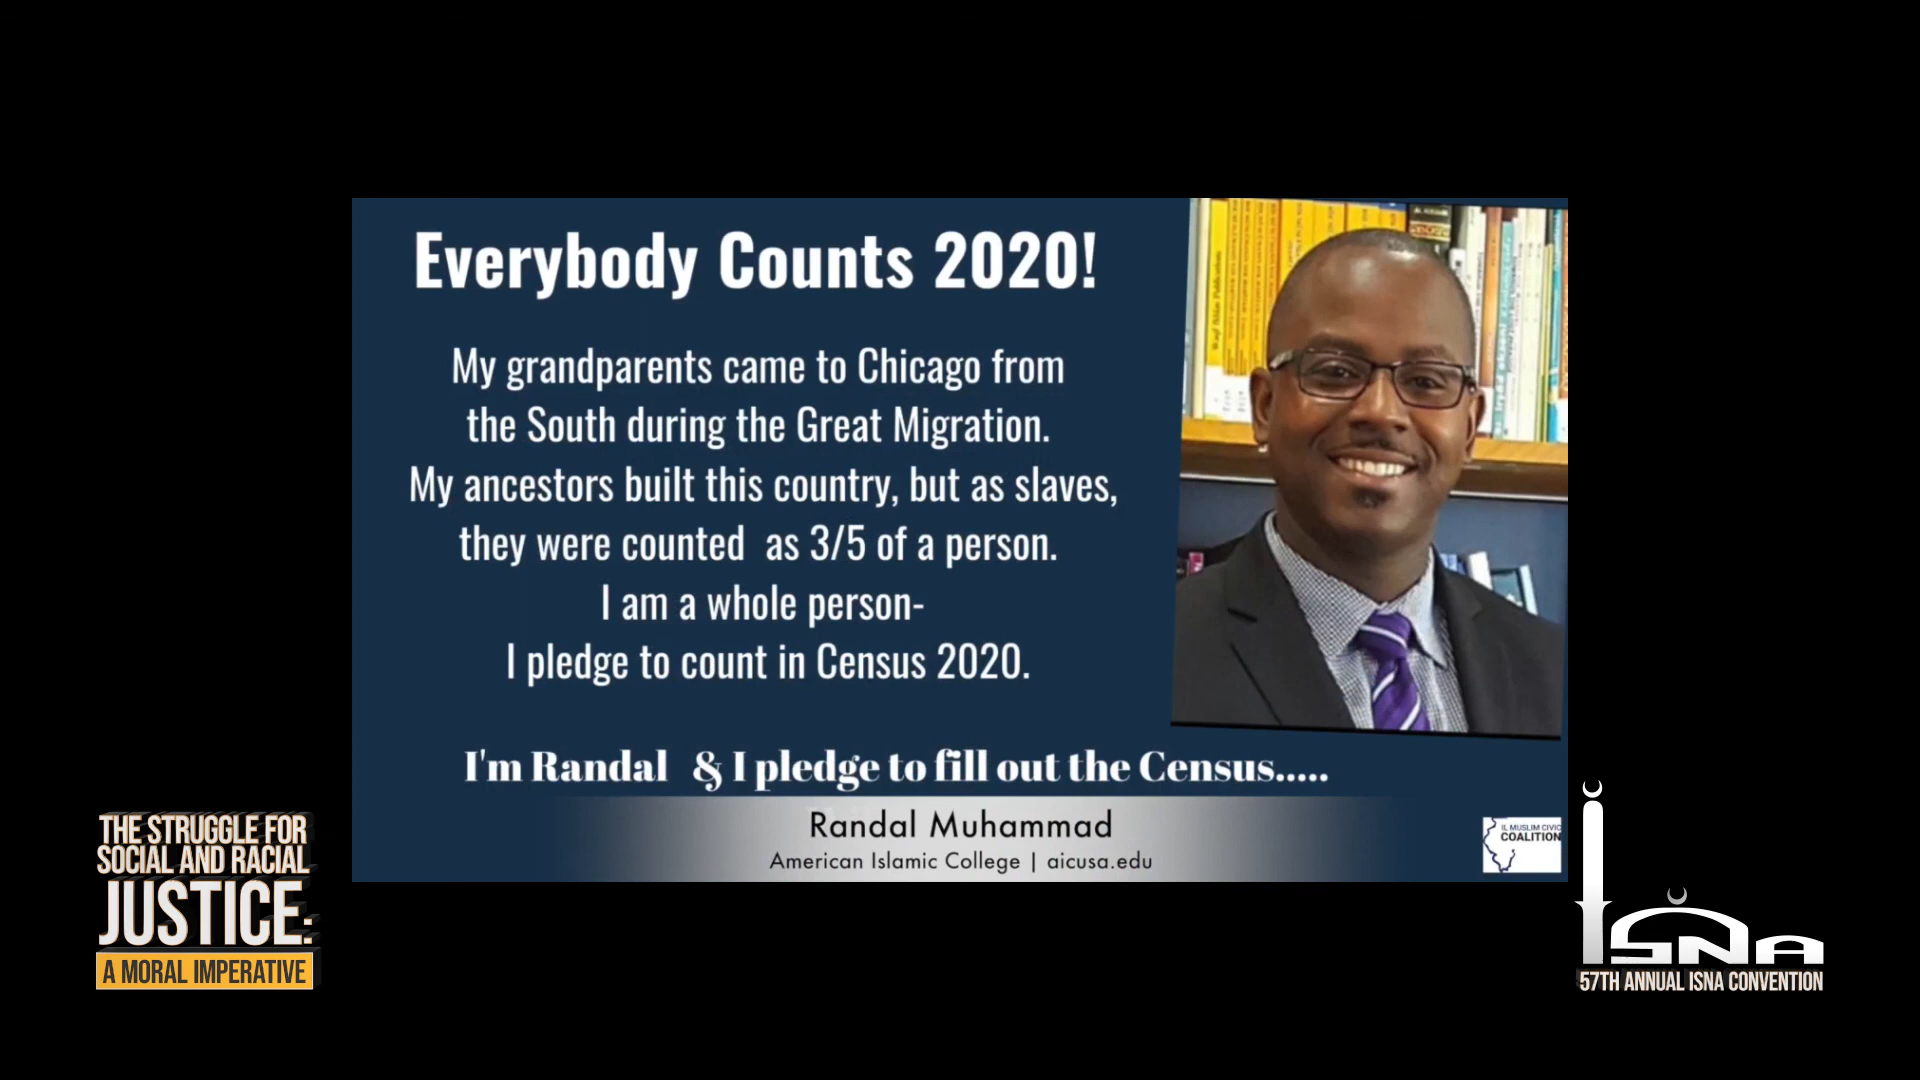 Everybody Counts 2020!
My grandparents came to Chicago from
the South during the Great Migration.
My ancestors built this country, but as slaves,
they were counted as 3/5 of a person.
I am a whole person-
I pledge to count in Census 2020.
I'm Randal & I pledge to fill out the Census.....
Randal Muhammad
American Islamic College | aicusa.edu
IL MUSLIM CIVIC
COALITION
THE STRUGGLE FOR
SOCIAL AND RACIAL
JUSTICE:
A MORAL IMPERATIVE
ISNA
57TH ANNUAL ISNA CONVENTION